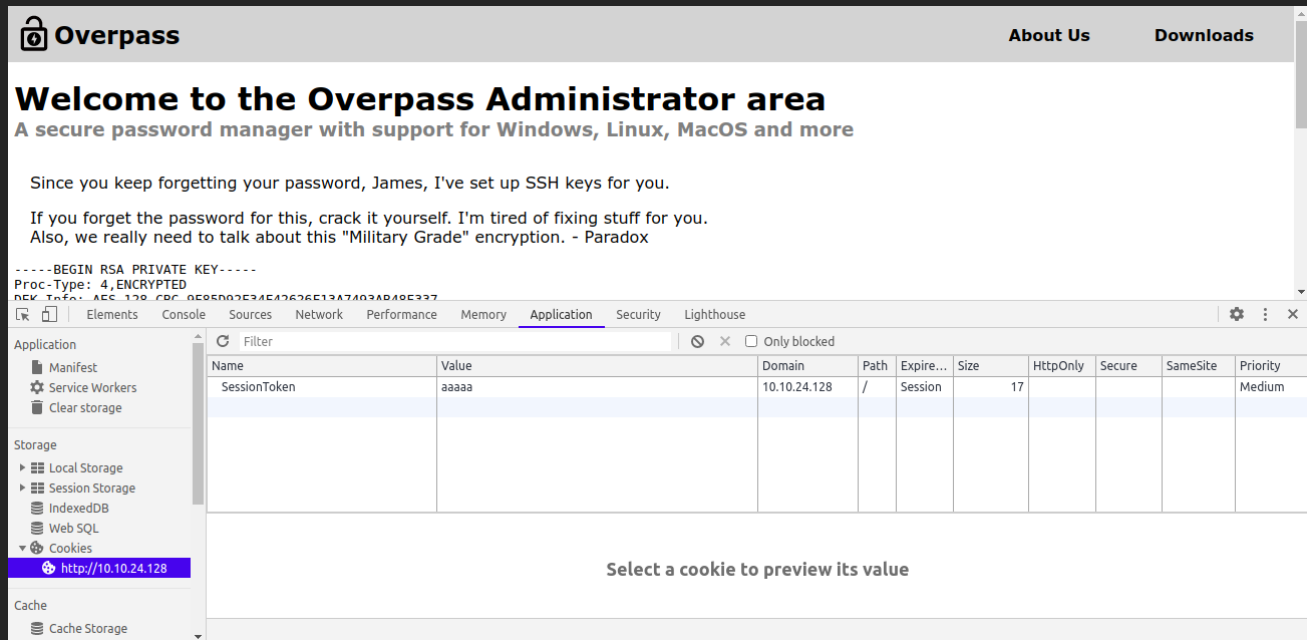 Overpass About Us Downloads
Welcome to the Overpass Administrator area
A secure password manager with support for Windows, Linux, MacOS and more
Since you keep forgetting your password, James, I've set up SSH keys for you.
If you forget the password for this, crack it yourself. I'm tired of fixing stuff for you.
Also, we really need to talk about this "Military Grade" encryption. - Paradox
-----BEGIN RSA PRIVATE KEY-----
Proc-Type: 4,ENCRYPTED
Elements Console Sources Network Performance Memory Application Security Lighthouse
Application
Filter
Only blocked
Manifest
Service Workers
Clear storage
Storage
Local Storage
Session Storage
IndexedDB
Web SQL
Cookies
http://10.10.24.128
Cache
Cache Storage
Name Value Domain Path Expire... Size HttpOnly Secure SameSite Priority
SessionToken aaaaa 10.10.24.128 / Session 17 Medium
Select a cookie to preview its value